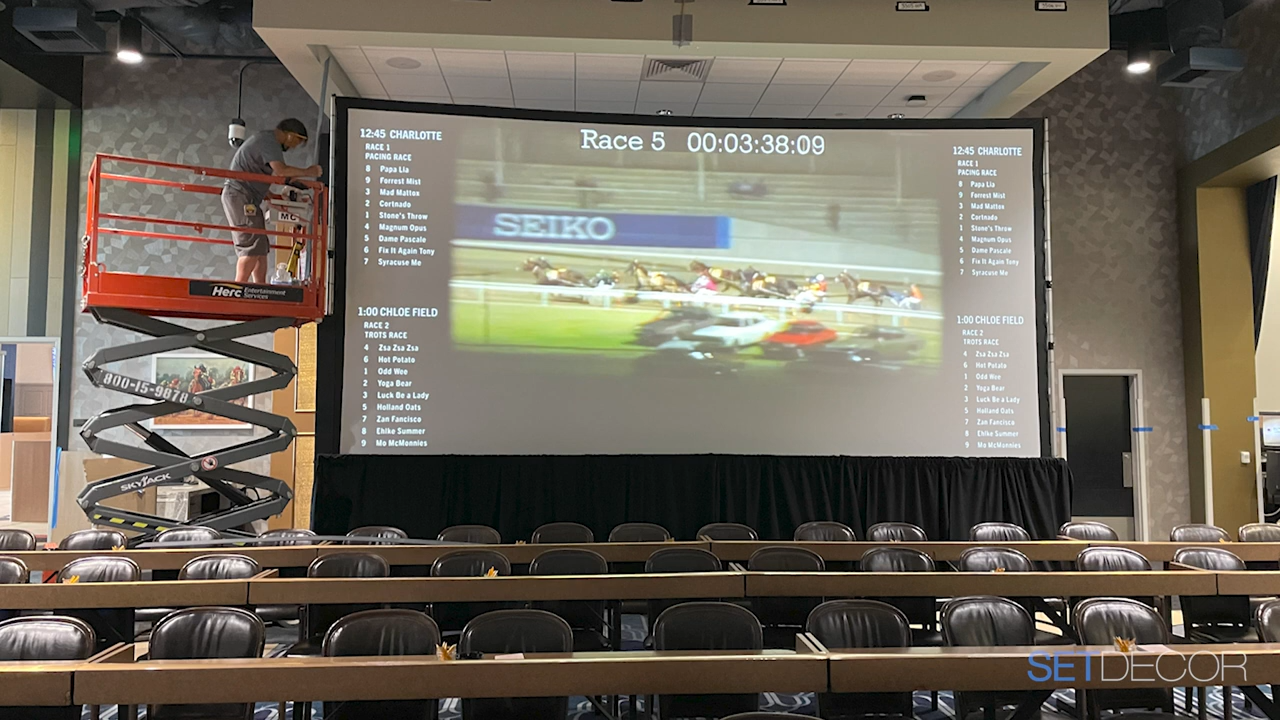 Race 5 00:03:38:09
12:45 CHARLOTTE
RACE 1
PACING RACE
8 Papa Lia
9 Forrest Mist
3 Mad Mattox
2 Cortnado
1 Stone's Throw
4 Magnum Opus
5 Dame Pascale
6 Fix It Again Tony
7 Syracuse Me
1:00 CHLOE FIELD
RACE 2
TROTS RACE
4 Zsa Zsa Zsa
6 Hot Potato
1 Odd Wee
2 Yoga Bear
3 Luck Be a Lady
5 Holland Oats
7 Zan Fancisco
8 Ehlke Summer
9 Mo McMonnies
SEIKO
12:45 CHARLOTTE
RACE 1
PACING RACE
8 Papa Lia
9 Forrest Mist
3 Mad Mattox
2 Cortnado
1 Stone's Throw
4 Magnum Opus
5 Dame Pascale
6 Fix It Again Tony
7 Syracuse Me
1:00 CHLOE FIELD
RACE 2
TROTS RACE
4 Zsa Zsa Zsa
6 Hot Potato
1 Odd Wee
2 Yoga Bear
3 Luck Be a Lady
5 Holland Oats
7 Zan Fancisco
8 Ehlke Summer
9 Mo McMonnies
MC
Herc Entertainment
Services
800-15-9878
SKYJACK
SETDECOR